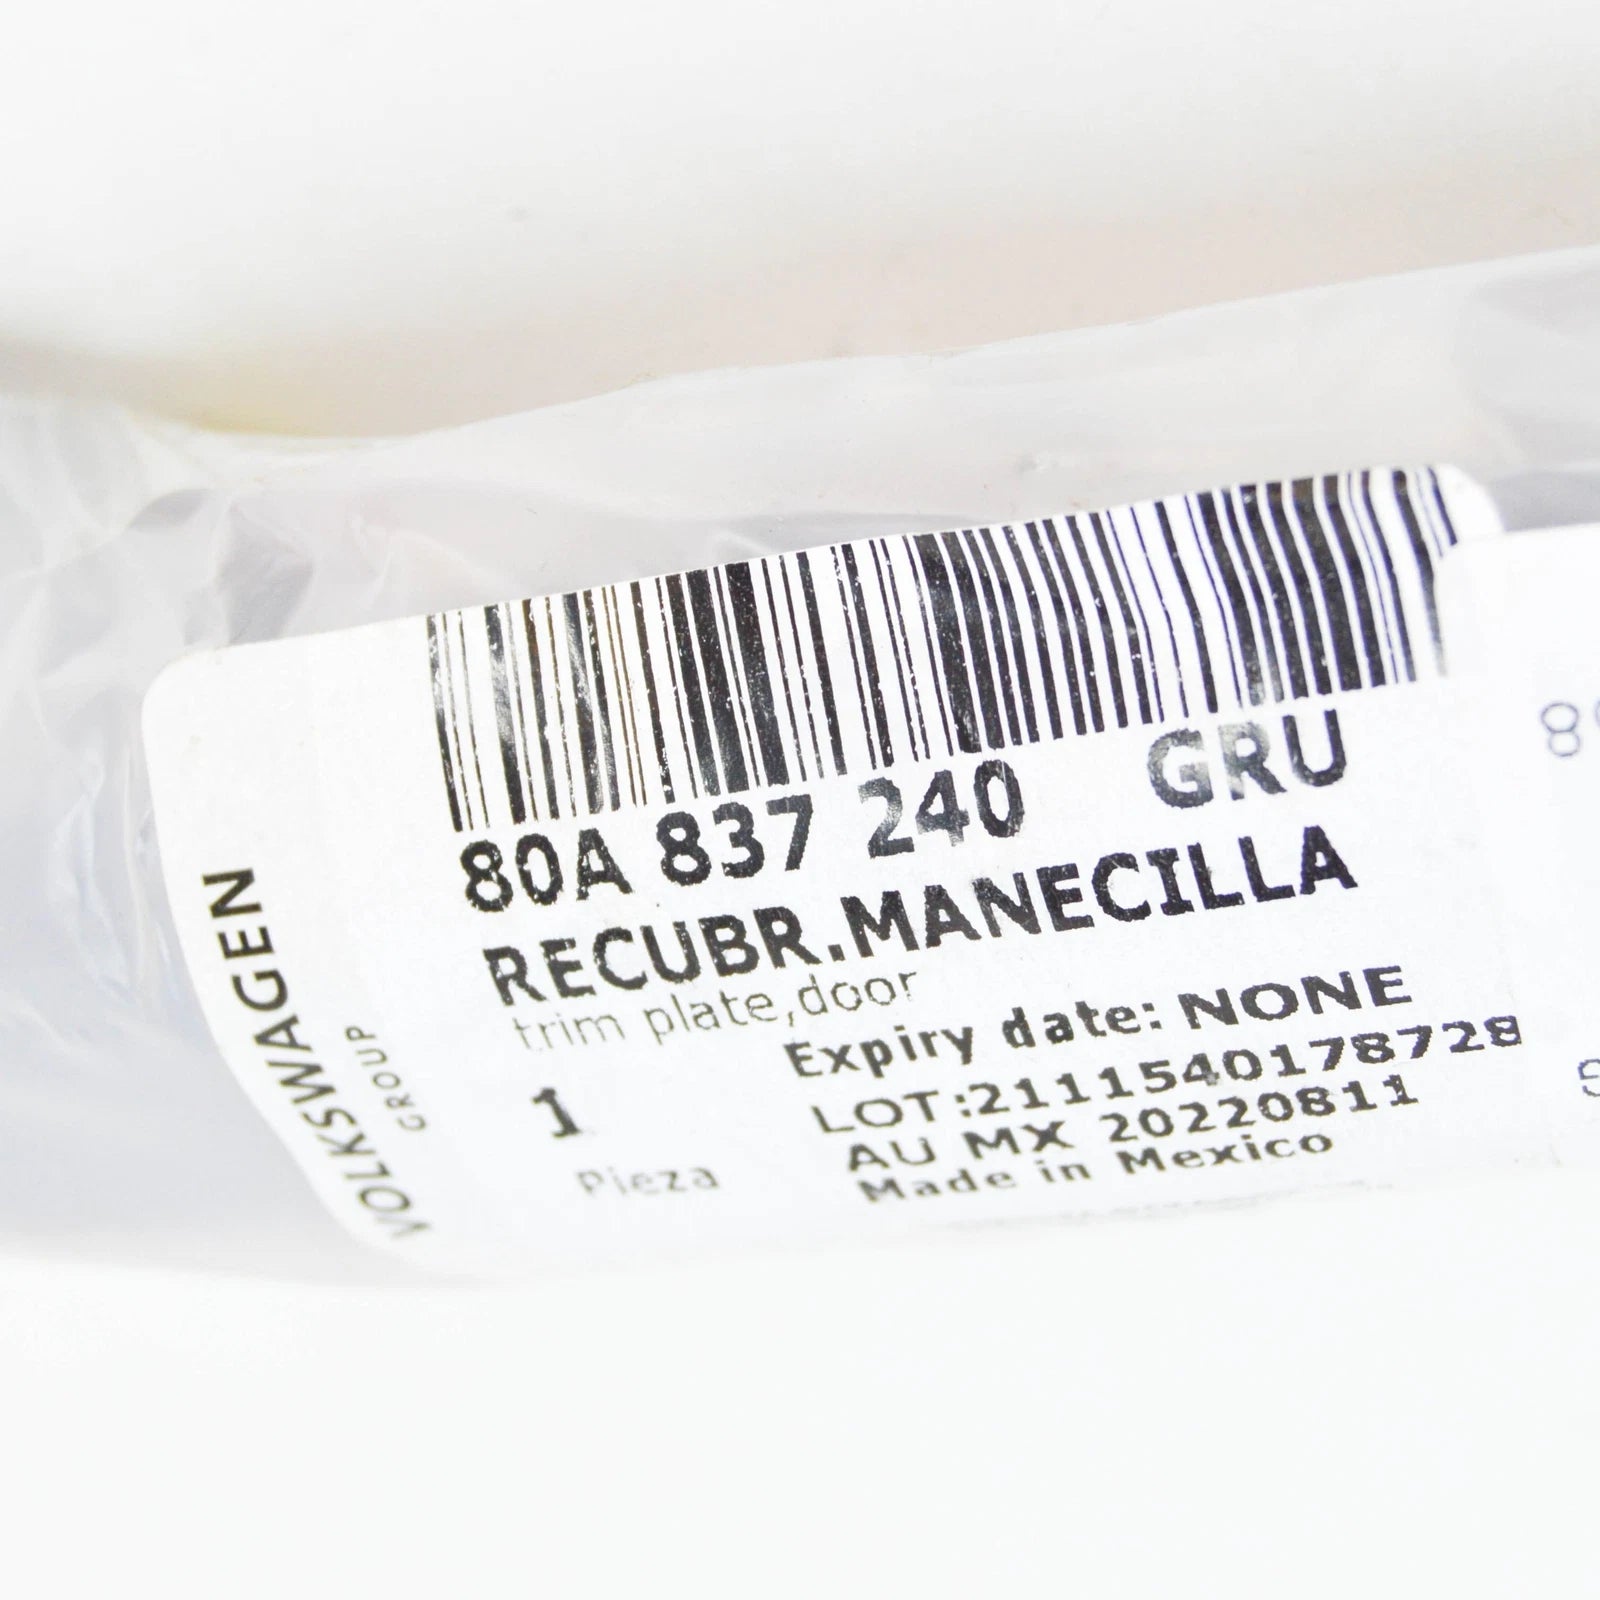 VOLKSWAGEN
GROUP
80A 837 240 GRU
RECUBR.MANECILLA
trim plate,door
Expiry date: NONE
1
LOT:2111540178728
AU MX 20220811
Pieza
Made in Mexico